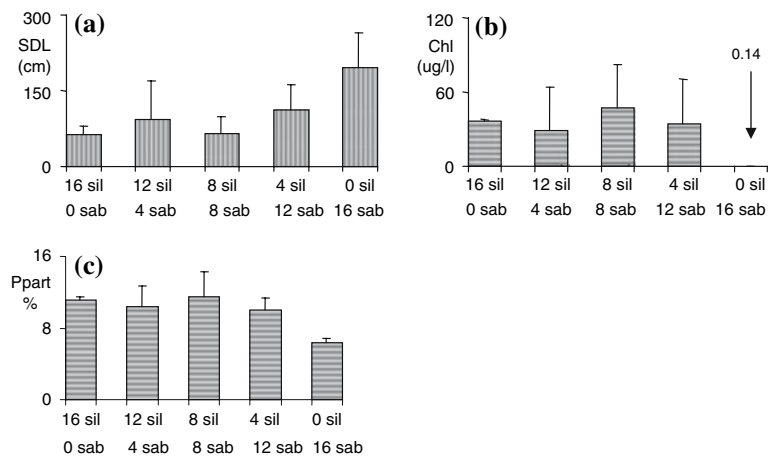 (a)
300
SDL
(cm)
150
0
16 sil 12 sil 8 sil 4 sil 0 sil
0 sab 4 sab 8 sab 12 sab 16 sab
(b)
120
Chl
(ug/l)
60
0
0.14
16 sil 12 sil 8 sil 4 sil 0 sil
0 sab 4 sab 8 sab 12 sab 16 sab
(c)
16
Ppart
%
8
0
16 sil 12 sil 8 sil 4 sil 0 sil
0 sab 4 sab 8 sab 12 sab 16 sab